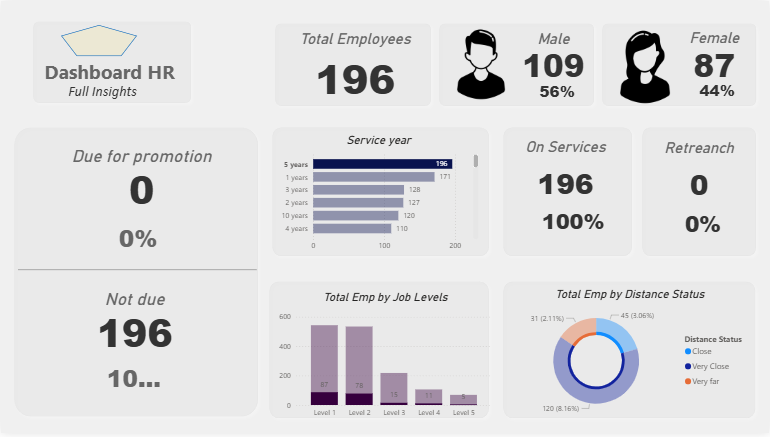 Dashboard HR
Full Insights
Total Employees
196
Male
109
56%
Female
87
44%
Due for promotion
0
0%
Not due
196
10...
Service year
5 years 196
1 years 171
3 years 128
2 years 127
10 years 120
4 years 110
0 100 200
On Services
196
100%
Retreanch
0
0%
Total Emp by Job Levels
600
400
200
0
87 78 15 11 5
Level 1 Level 2 Level 3 Level 4 Level 5
Total Emp by Distance Status
31 (2.11%) 45 (3.06%)
120 (8.16%)
Distance Status
Close
Very Close
Very far